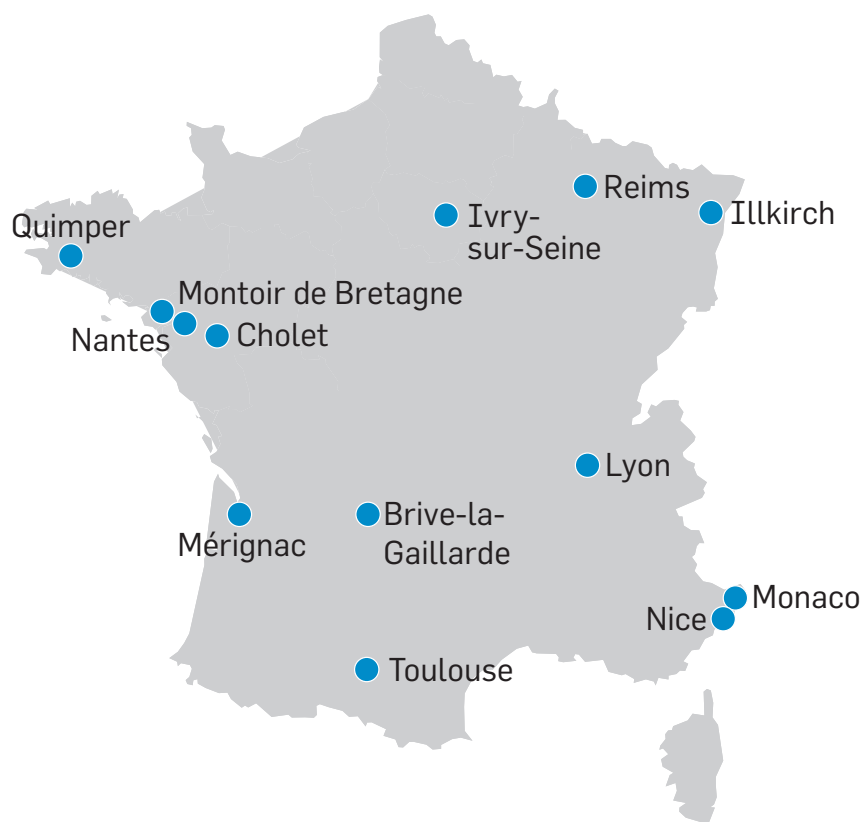 Reims
Illkirch
Ivry-
sur-Seine
Quimper
Montoir de Bretagne
Nantes
Cholet
Lyon
Brive-la-
Gaillarde
Mérignac
Monaco
Nice
Toulouse